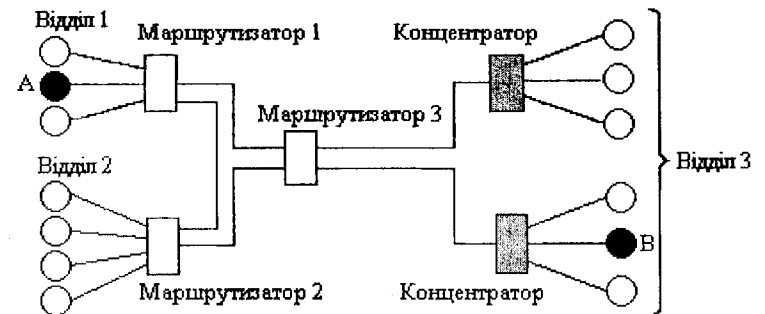 Відділ 1
Маршрутизатор 1
Концентратор
A
Маршрутизатор 3
Відділ 2
Відділ 3
B
Маршрутизатор 2
Концентратор